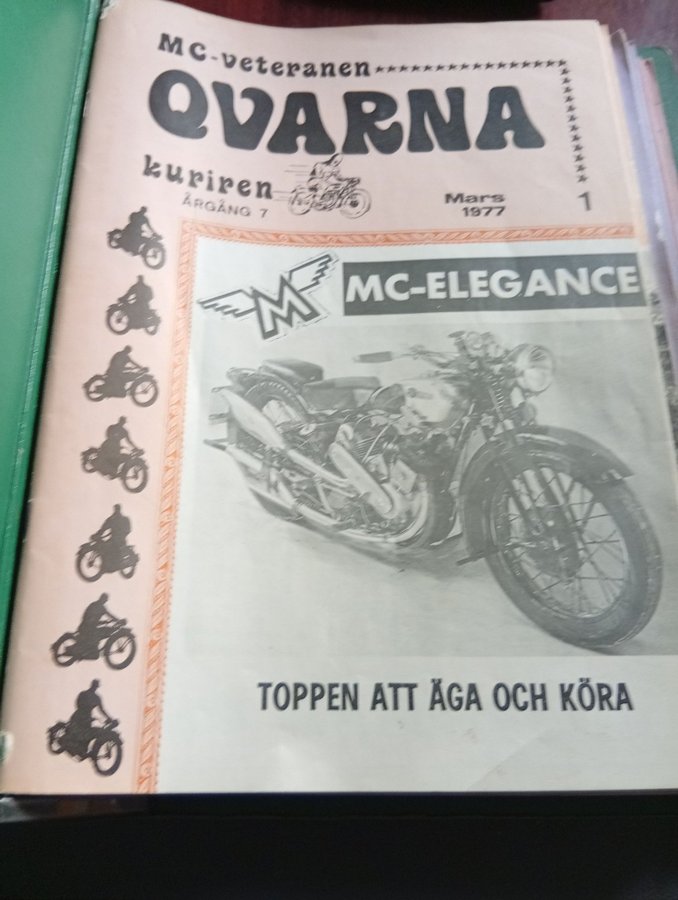 MC-veteranen
QVARNA
kuriren
ÅRGÅNG 7
Mars
1977
1
M
MC-ELEGANCE
TOPPEN ATT ÄGA OCH KÖRA